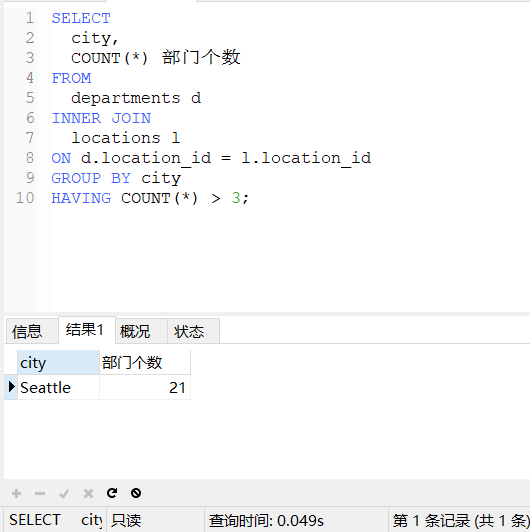 1 SELECT
2 city,
3 COUNT(*) 部门个数
4 FROM
5 departments d
6 INNER JOIN
7 locations l
8 ON d.location_id = l.location_id
9 GROUP BY city
10 HAVING COUNT(*) > 3;
信息 结果1 概况 状态
city 部门个数
Seattle 21
SELECT city 只读 查询时间: 0.049s 第 1 条记录 (共 1 条)